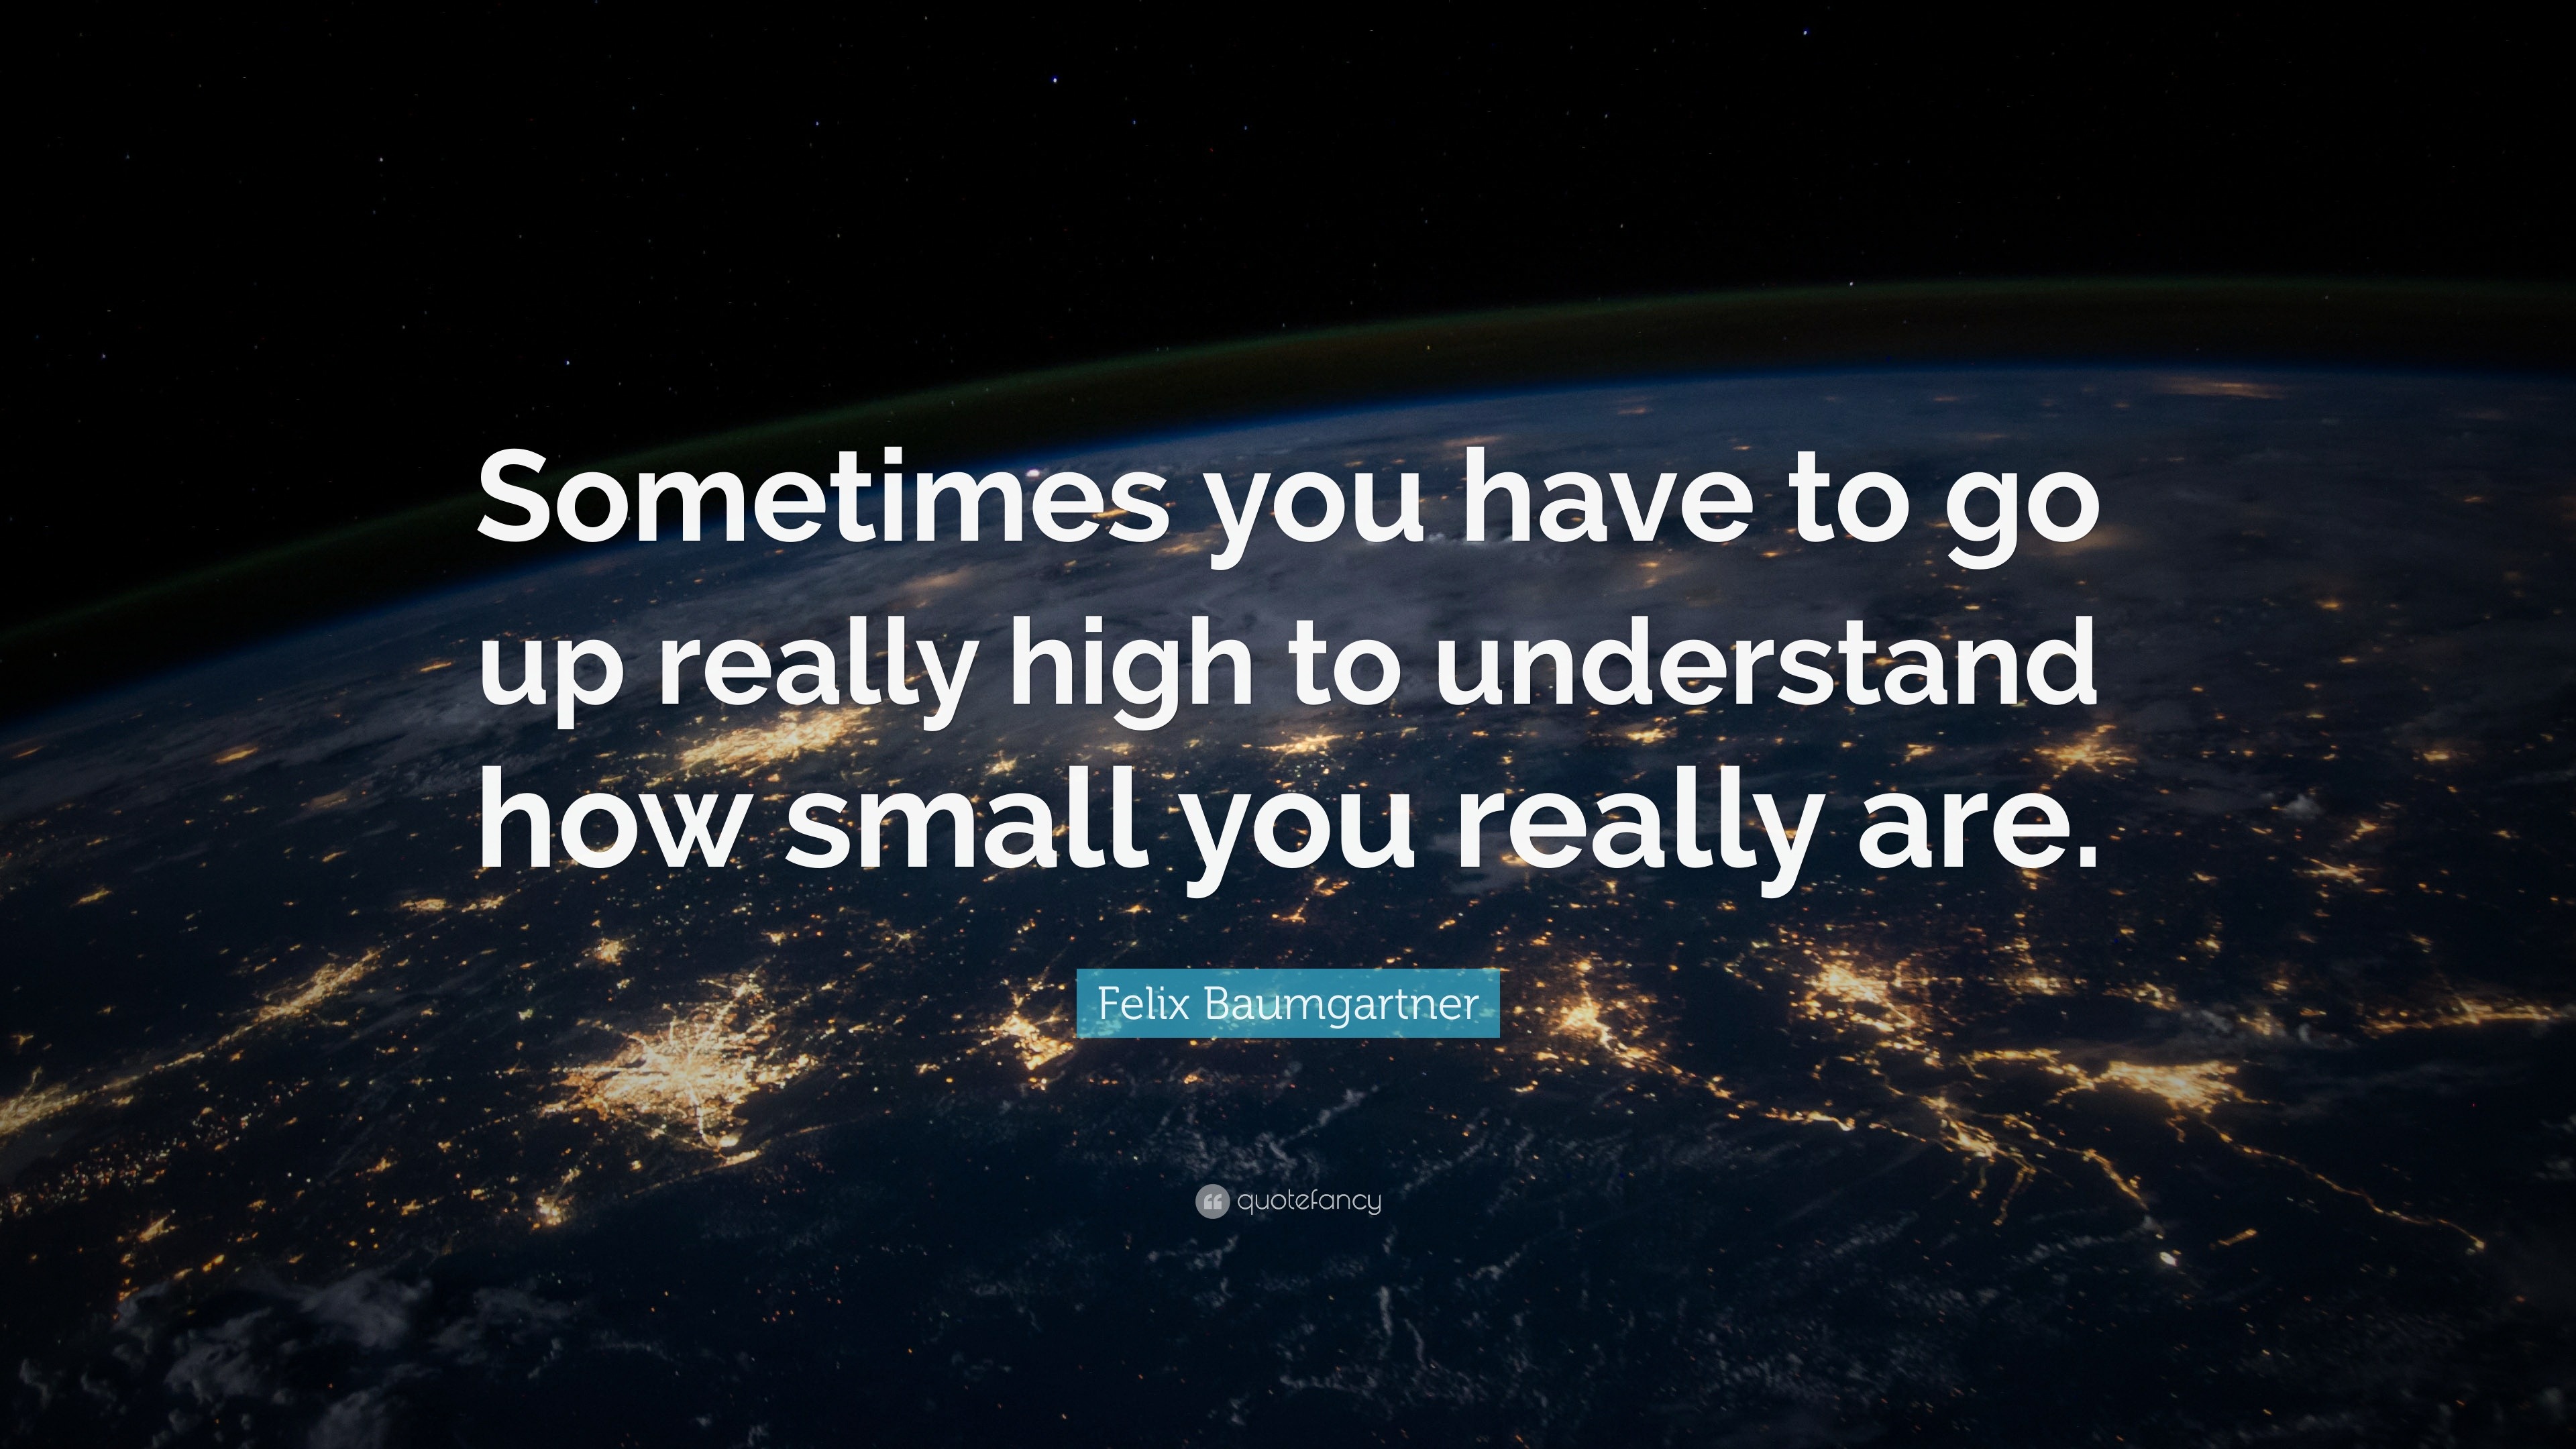 Sometimes you have to go
up really high to understand
how small you really are.
Felix Baumgartner
quotefancy